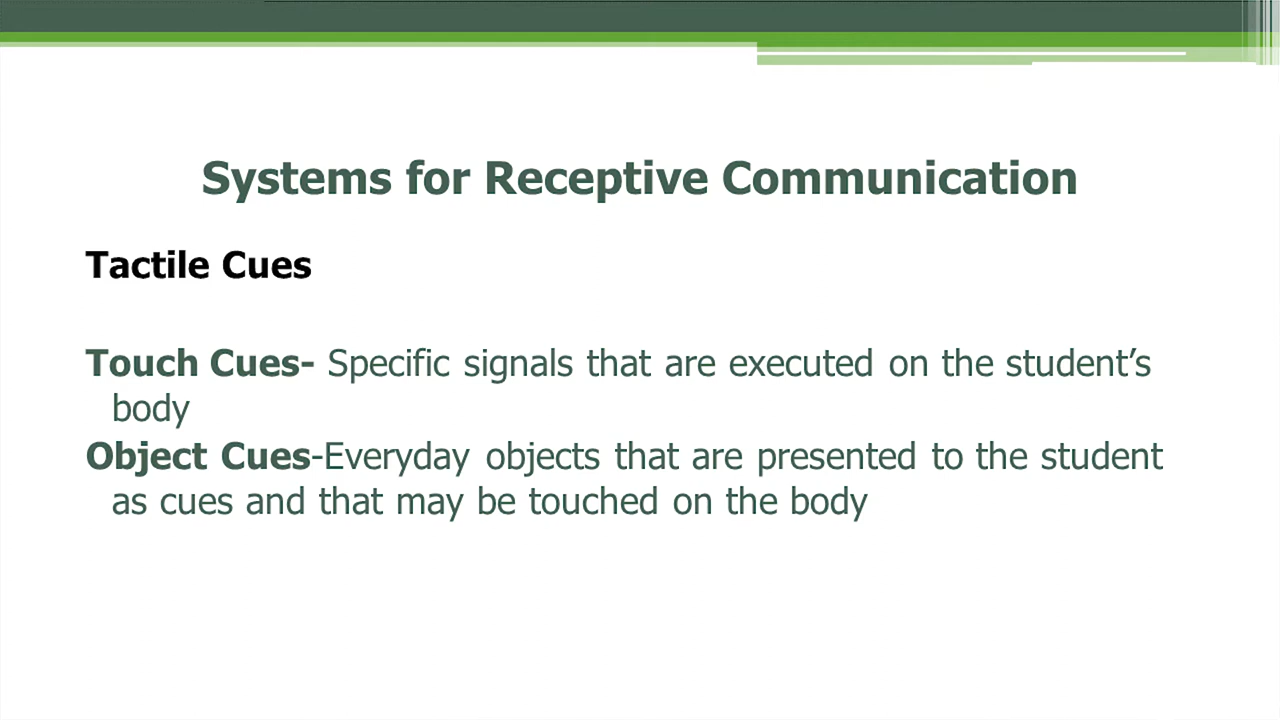 Systems for Receptive Communication
Tactile Cues
Touch Cues- Specific signals that are executed on the student’s
body
Object Cues-Everyday objects that are presented to the student
as cues and that may be touched on the body